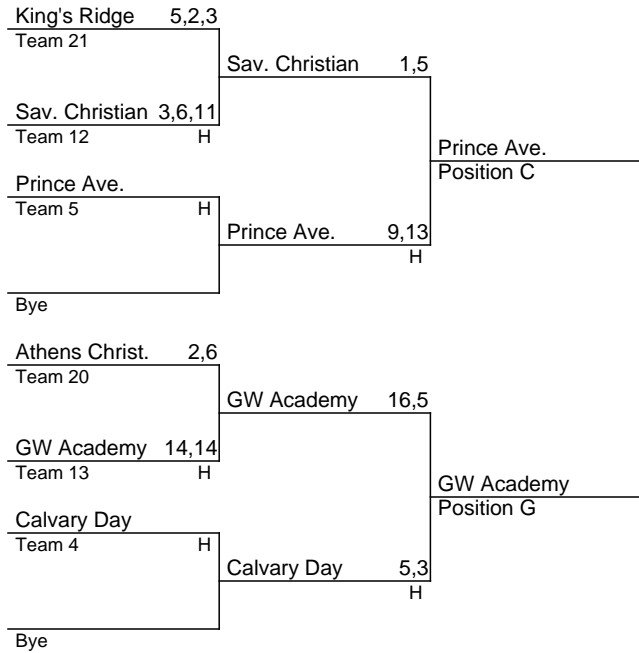 King's Ridge 5,2,3
Team 21
Sav. Christian 1,5
Sav. Christian 3,6,11
Team 12 H
Prince Ave.
Position C
Prince Ave.
Team 5 H
Prince Ave. 9,13
H
Bye
Athens Christ. 2,6
Team 20
GW Academy 16,5
GW Academy 14,14
Team 13 H
GW Academy
Position G
Calvary Day
Team 4 H
Calvary Day 5,3
H
Bye